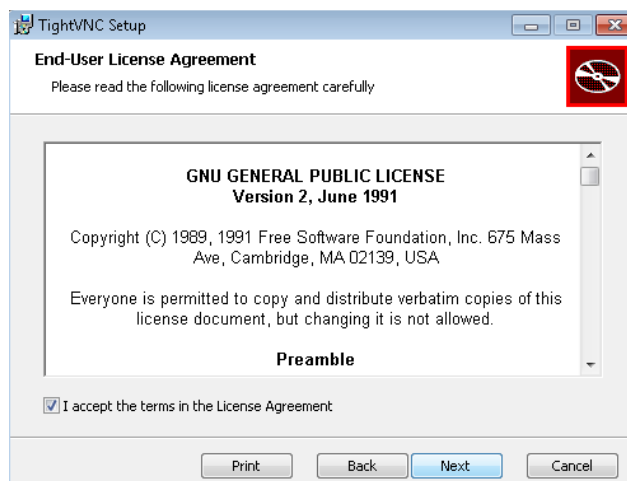 TightVNC Setup
End-User License Agreement
Please read the following license agreement carefully
GNU GENERAL PUBLIC LICENSE
Version 2, June 1991
Copyright (C) 1989, 1991 Free Software Foundation, Inc. 675 Mass
Ave, Cambridge, MA 02139, USA
Everyone is permitted to copy and distribute verbatim copies of this
license document, but changing it is not allowed.
Preamble
I accept the terms in the License Agreement
Print Back Next Cancel